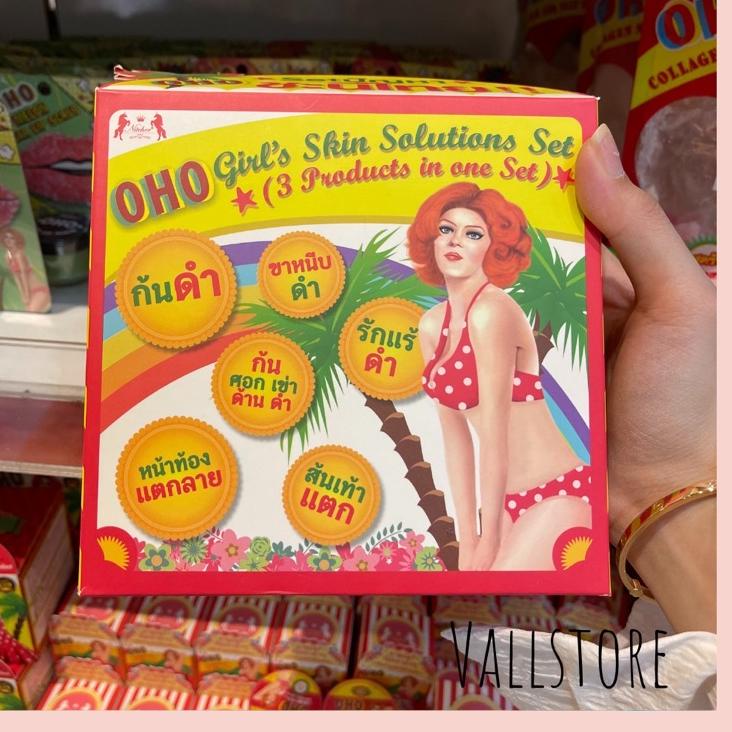 Nitchor
OHO Girl's Skin Solutions Set
(3 Products in one Set)
ก้นดำ
ขาหนีบ
ดำ
รักแร้
ดำ
ก้น
ศอก เข่า
ด้าน ดำ
หน้าท้อง
แตกลาย
ส้นเท้า
แตก
COLLAGEN
OHO
VALLSTORE